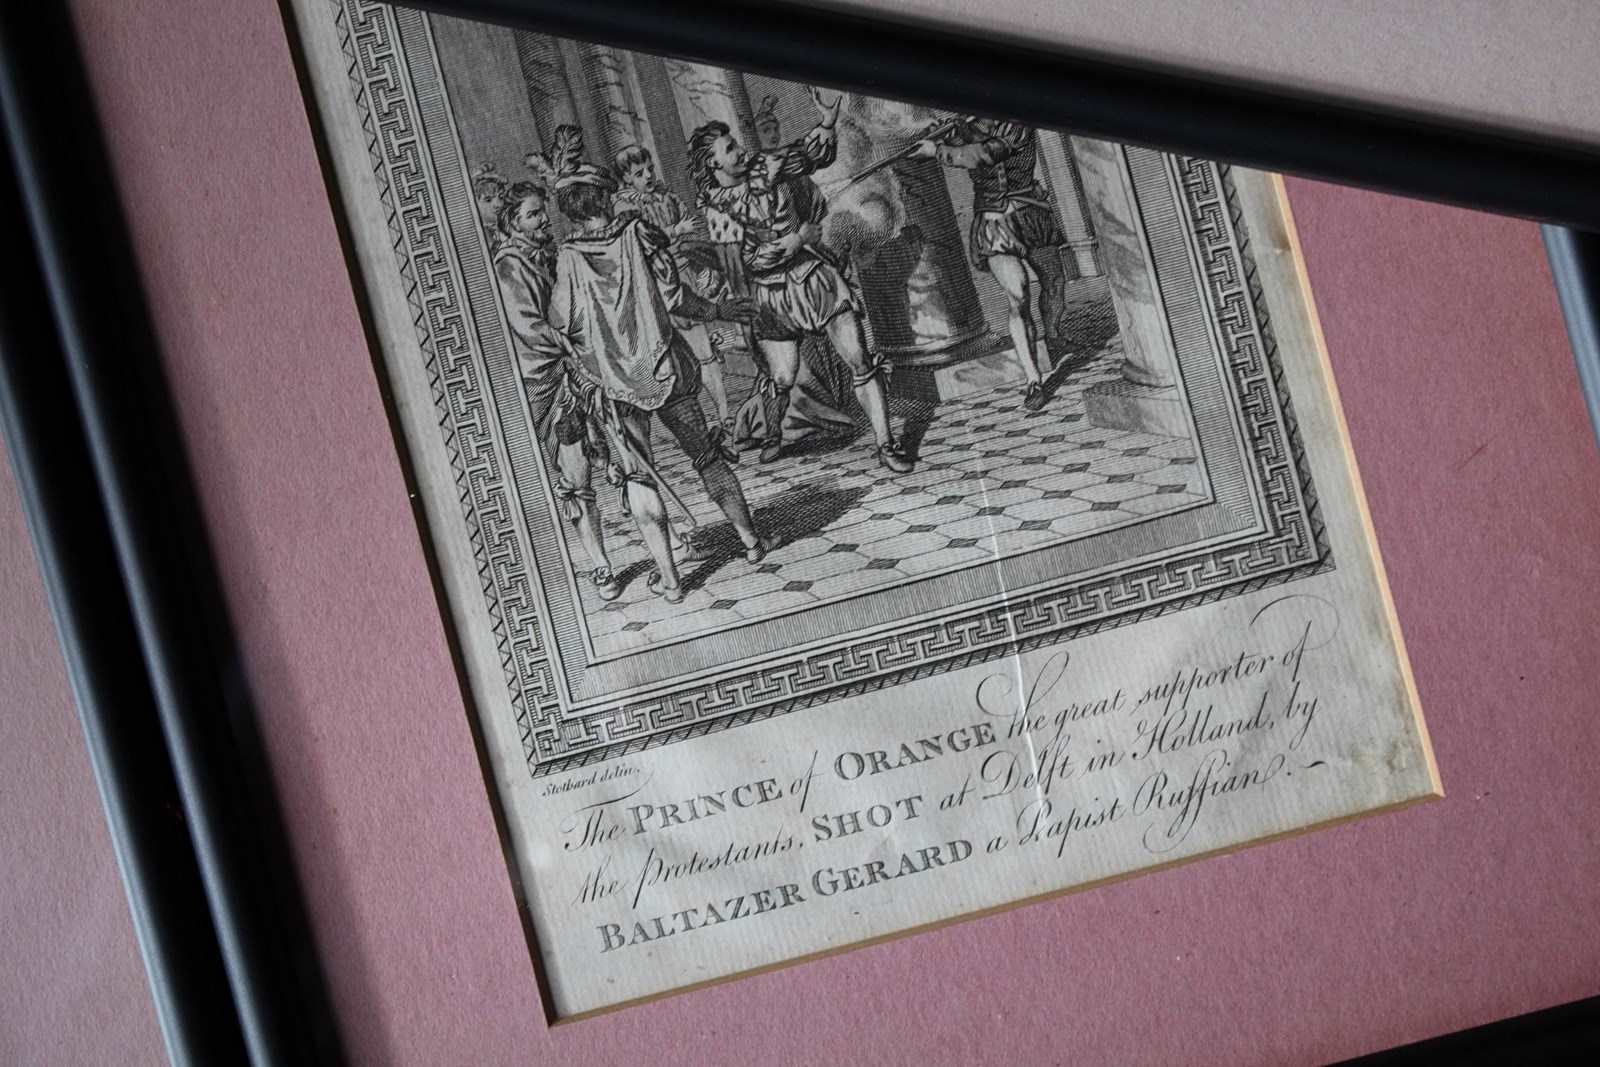 Stothard delin.
The PRINCE of ORANGE the great supporter of
the protestants, SHOT at Delft in Holland, by
BALTAZER GERARD a Papist Ruffian. —